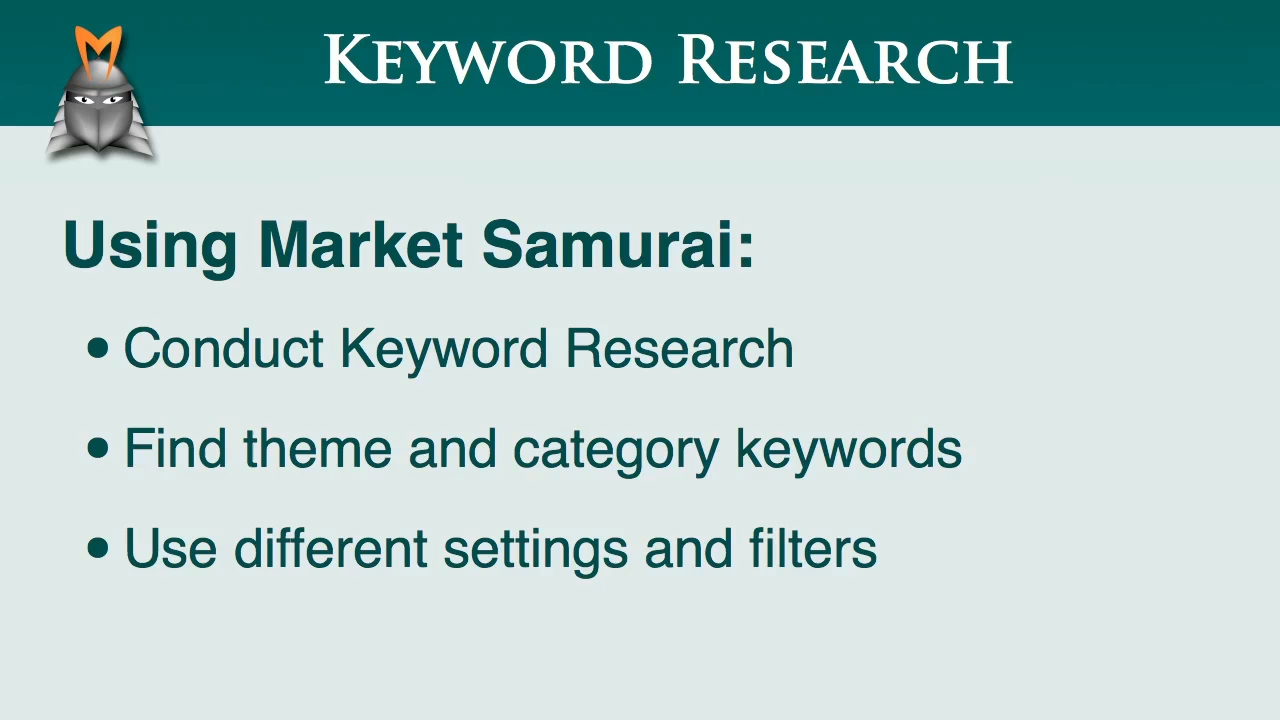 KEYWORD RESEARCH
Using Market Samurai:
• Conduct Keyword Research
• Find theme and category keywords
• Use different settings and filters